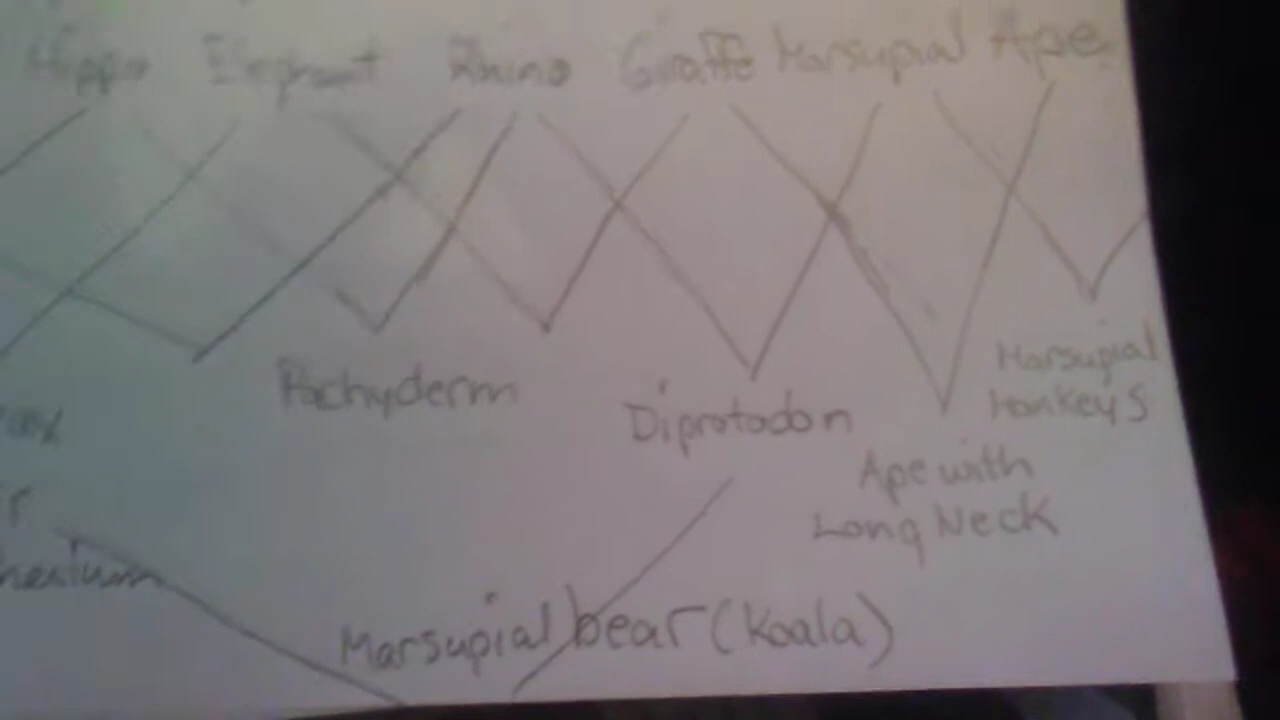 Hippo Elephant Rhino Giraffe Marsupial Ape
Pachyderm
Marsupial
Monkeys
Diprotodon
Ape with
Long Neck
Marsupial bear (Koala)